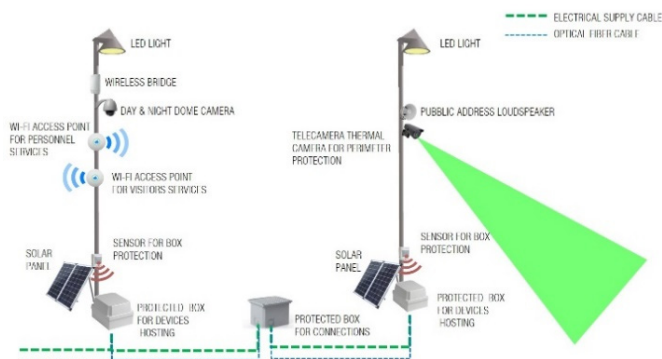 ELECTRICAL SUPPLY CABLE
OPTICAL FIBER CABLE
LED LIGHT
WIRELESS BRIDGE
DAY & NIGHT DOME CAMERA
WI-FI ACCESS POINT
FOR PERSONNEL
SERVICES
WI-FI ACCESS POINT
FOR VISITORS SERVICES
SENSOR FOR BOX
PROTECTION
SOLAR
PANEL
PROTECTED BOX
FOR DEVICES
HOSTING
PROTECTED BOX
FOR CONNECTIONS
LED LIGHT
PUBBLIC ADDRESS LOUDSPEAKER
TELECAMERA THERMAL
CAMERA FOR PERIMETER
PROTECTION
SENSOR FOR BOX
PROTECTION
SOLAR
PANEL
PROTECTED BOX
FOR DEVICES
HOSTING